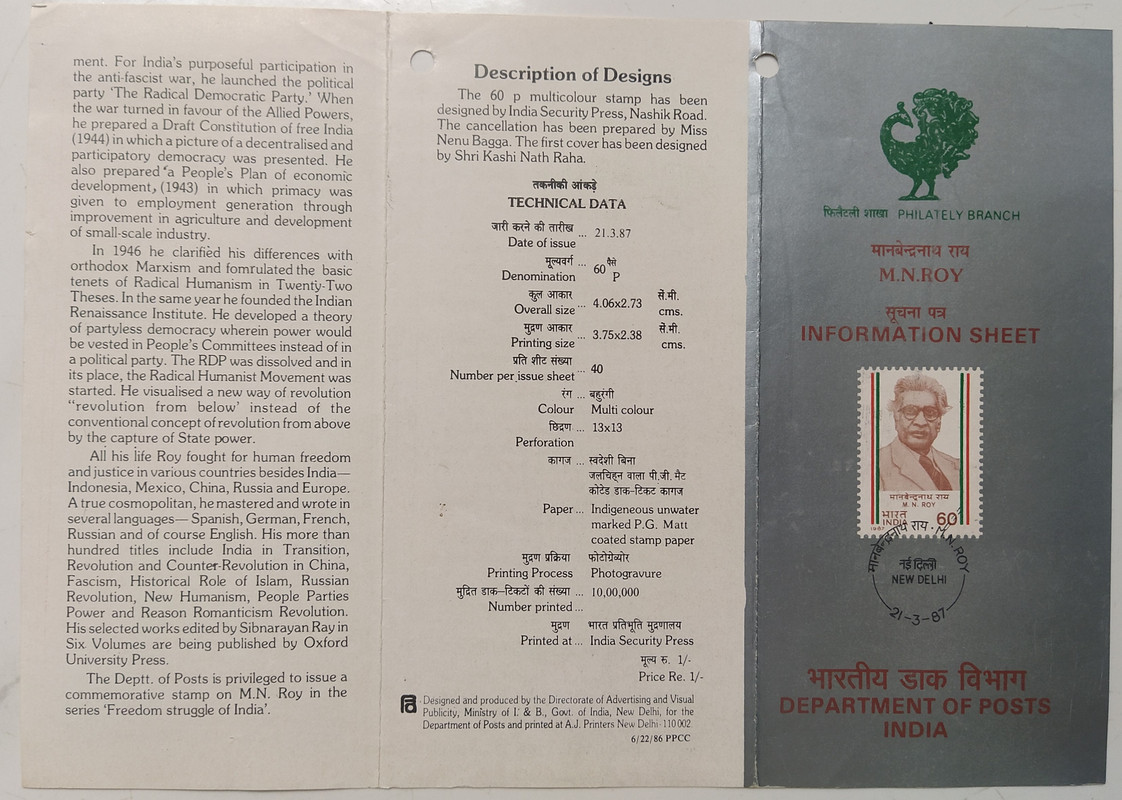 ment. For India's purposeful participation in
the anti-fascist war, he launched the political
party 'The Radical Democratic Party.' When
the war turned in favour of the Allied Powers,
he prepared a Draft Constitution of free India
(1944) in which a picture of a decentralised and
participatory democracy was presented. He
also prepared 'a People's Plan of economic
development, (1943) in which primacy was
given to employment generation through
improvement in agriculture and development
of small-scale industry.
In 1946 he clarified his differences with
orthodox Marxism and fomrulated the basic
tenets of Radical Humanism in Twenty-Two
Theses. In the same year he founded the Indian
Renaissance Institute. He developed a theory
of partyless democracy wherein power would
be vested in People's Committees instead of in
a political party. The RDP was dissolved and in
its place, the Radical Humanist Movement was
started. He visualised a new way of revolution
"revolution from below' instead of the
conventional concept of revolution from above
by the capture of State power.
All his life Roy fought for human freedom
and justice in various countries besides India—
Indonesia, Mexico, China, Russia and Europe.
A true cosmopolitan, he mastered and wrote in
several languages— Spanish, German, French,
Russian and of course English. His more than
hundred titles include India in Transition,
Revolution and Counter-Revolution in China,
Fascism, Historical Role of Islam, Russian
Revolution, New Humanism, People Parties
Power and Reason Romanticism Revolution.
His selected works edited by Sibnarayan Ray in
Six Volumes are being published by Oxford
University Press.
The Deptt. of Posts is privileged to issue a
commemorative stamp on M.N. Roy in the
series 'Freedom struggle of India'.
Description of Designs
The 60 p multicolour stamp has been
designed by India Security Press, Nashik Road.
The cancellation has been prepared by Miss
Nenu Bagga. The first cover has been designed
by Shri Kashi Nath Raha.
तकनीकी आंकड़े
TECHNICAL DATA
जारी करने की तारीख ... 21.3.87
Date of issue
मूल्यवर्ग ... 60 पैसे
Denomination P
कुल आकार ... 4.06x2.73 से.मी.
Overall size cms.
मुद्रण आकार ... 3.75x2.38 से.मी.
Printing size cms.
प्रति शीट संख्या ... 40
Number per issue sheet
रंग ... बहुरंगी
Colour Multi colour
छिद्रण ... 13x13
Perforation
कागज ... स्वदेशी बिना
जलचिह्न वाला पी.जी. मैट
कोटेड डाक-टिकट कागज
Paper ... Indigeneous unwater
marked P.G. Matt
coated stamp paper
मुद्रण प्रक्रिया फोटोग्रेव्योर
Printing Process Photogravure
मुद्रित डाक-टिकटों की संख्या ... 10,00,000
Number printed ...
मुद्रण भारत प्रतिभूति मुद्रणालय
Printed at ... India Security Press
मूल्य रु. 1/-
Price Re. 1/-
Designed and produced by the Directorate of Advertising and Visual
Publicity, Ministry of I. & B., Govt. of India, New Delhi, for the
Department of Posts and printed at A.J. Printers New Delhi-110 002.
6/22/86 PPCC
फिलैटली शाखा PHILATELY BRANCH
मानबेन्द्रनाथ राय
M.N.ROY
सूचना पत्र
INFORMATION SHEET
मानबेन्द्रनाथ राय
M. N. ROY
भारत
INDIA 60
1987
मानबेन्द्रनाथ राय · M.N. ROY
नई दिल्ली
NEW DELHI
21-3-87
भारतीय डाक विभाग
DEPARTMENT OF POSTS
INDIA